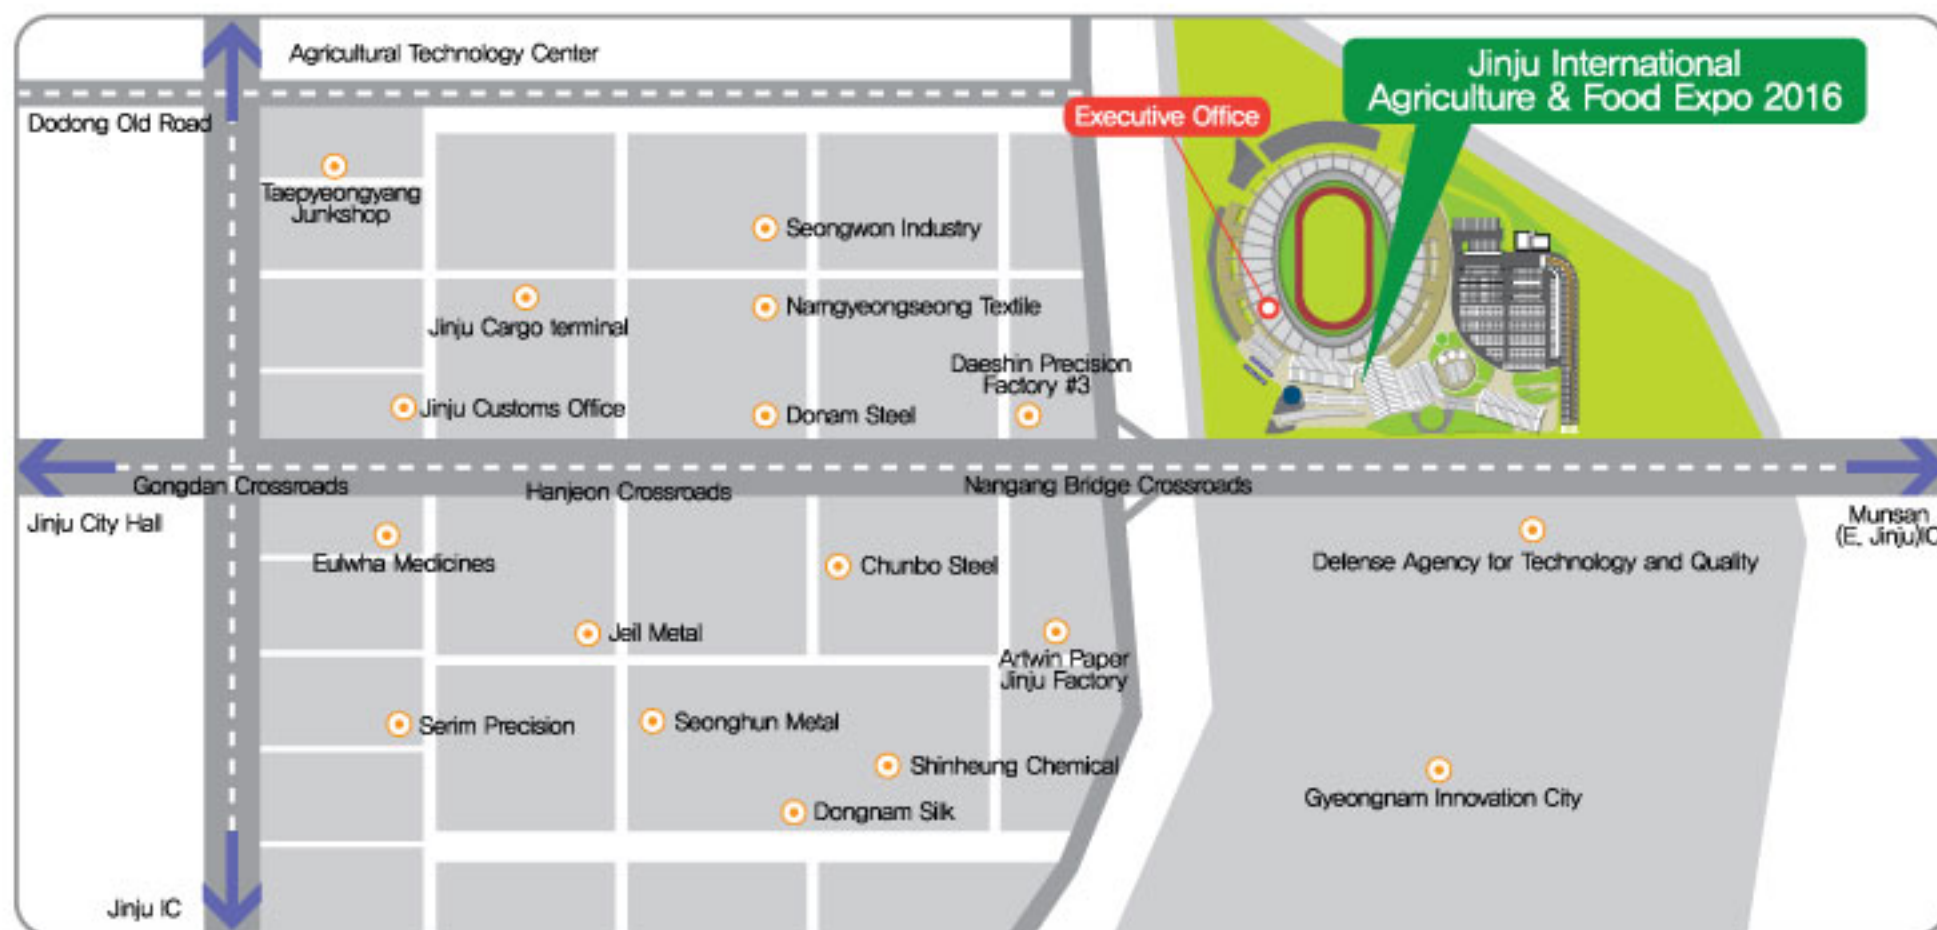 Agricultural Technology Center
Jinju International
Agriculture & Food Expo 2016
Executive Office
Dodong Old Road
Taepyeongyang
Junkshop
Seongwon Industry
Jinju Cargo terminal
Namgyeongseong Textile
Daeshin Precision
Factory #3
Jinju Customs Office
Donam Steel
Gongdan Crossroads
Hanjeon Crossroads
Nangang Bridge Crossroads
Jinju City Hall
Munsan
(E. Jinju)IC
Eulwha Medicines
Chunbo Steel
Defense Agency for Technology and Quality
Jeil Metal
Artwin Paper
Jinju Factory
Serim Precision
Seonghun Metal
Shinheung Chemical
Gyeongnam Innovation City
Dongnam Silk
Jinju IC